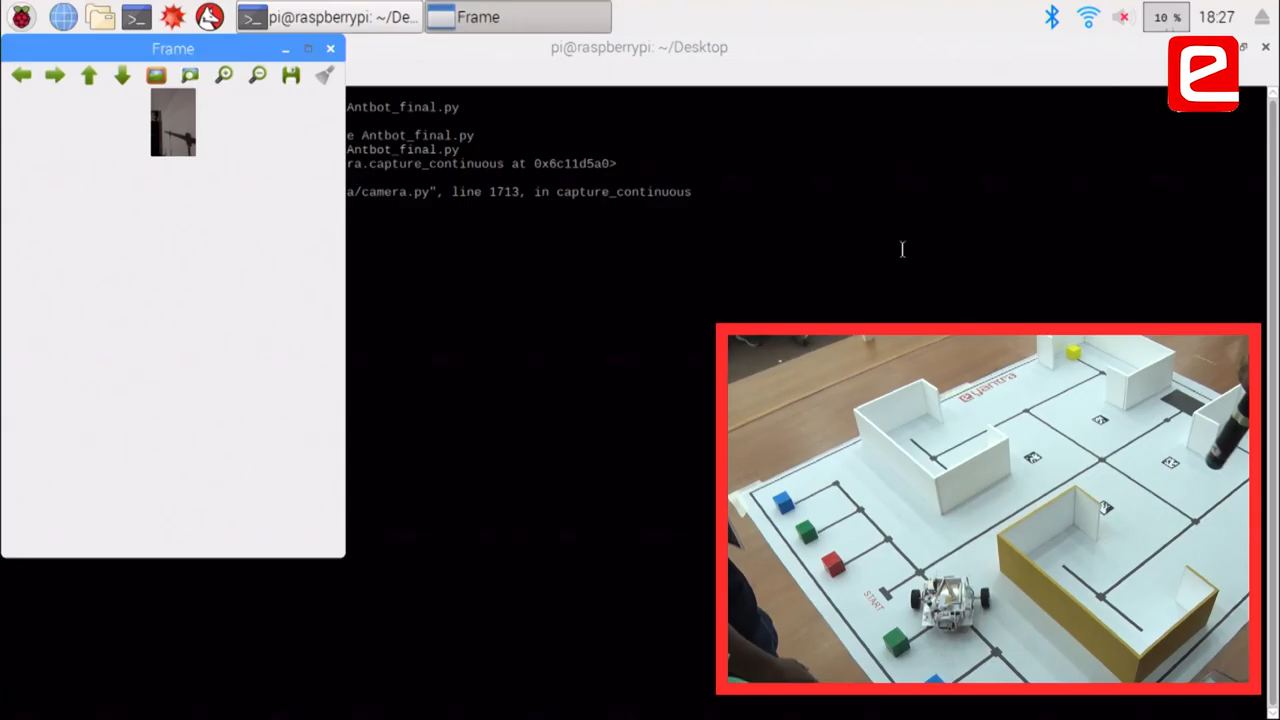 pi@raspberrypi: ~/De...
Frame
10 %
18:27
Frame
pi@raspberrypi: ~/Desktop
e
Antbot_final.py
e Antbot_final.py
Antbot_final.py
ra.capture_continuous at 0x6c11d5a0>
a/camera.py", line 1713, in capture_continuous
eyantra
START